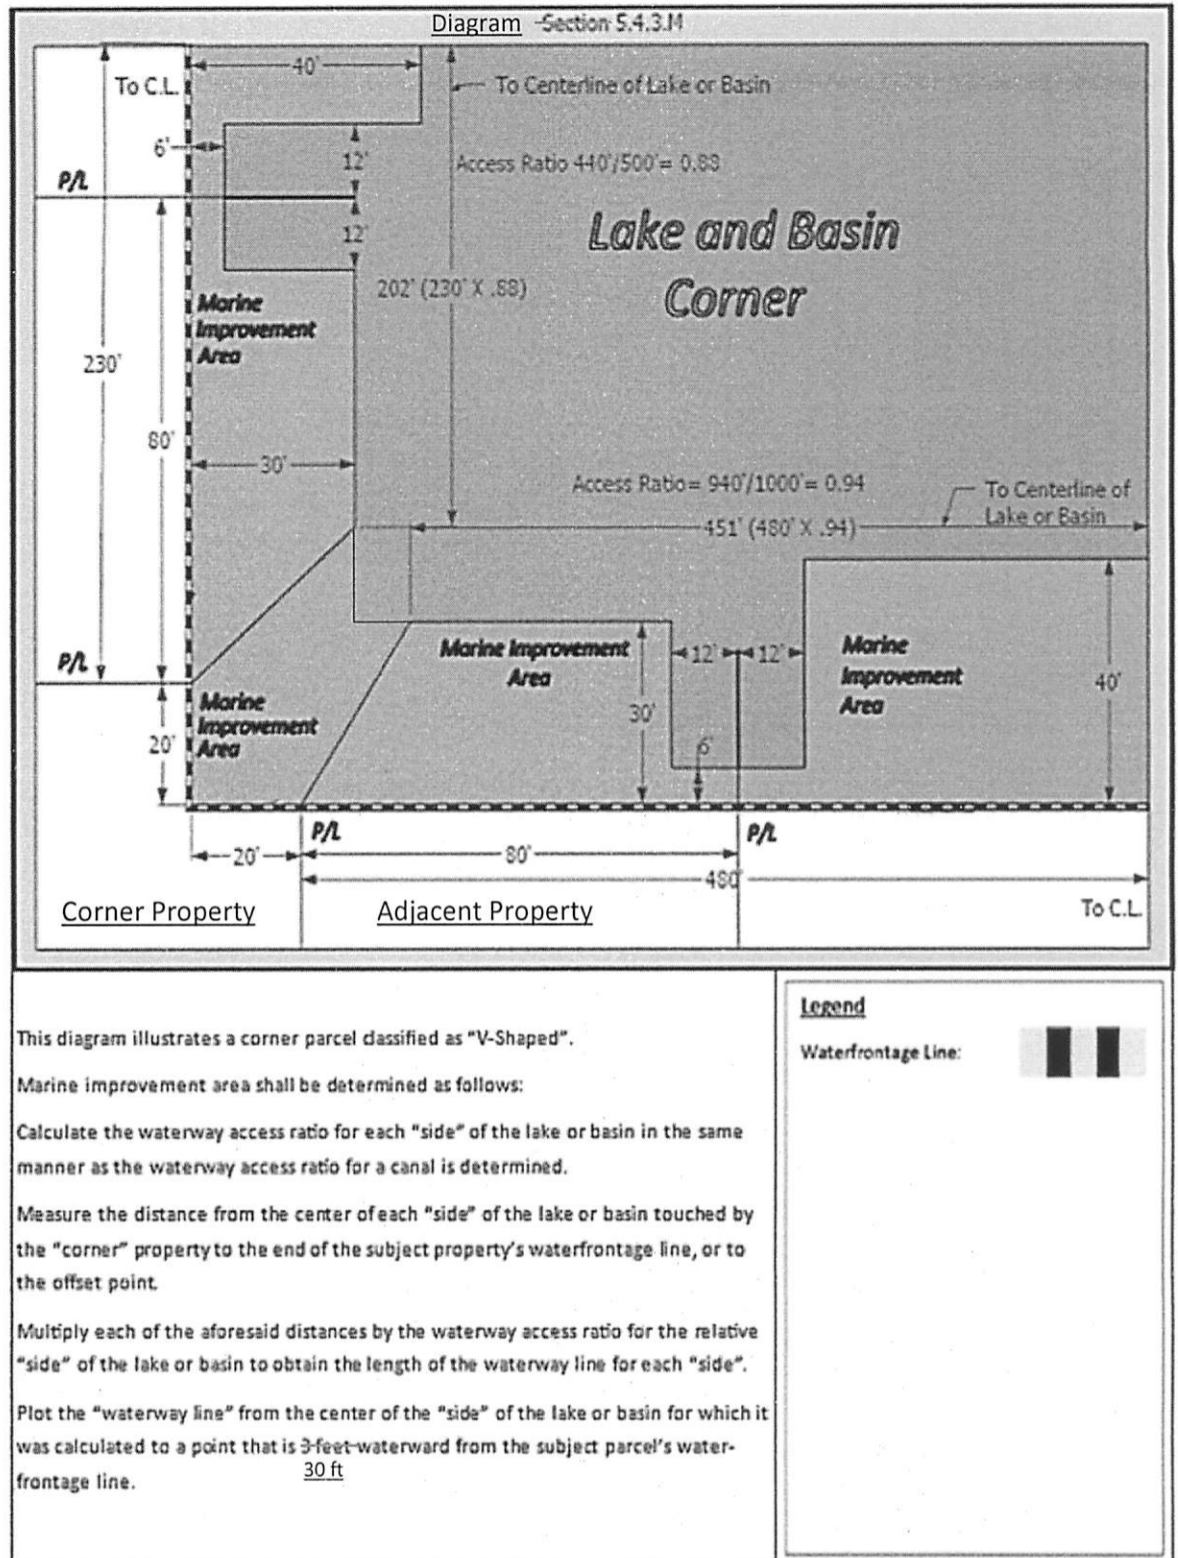 Diagram Section 5.4.3.M
40'
To C.L.
To Centerline of Lake or Basin
6'
12'
Access Ratio 440'/500'= 0.88
P/L
12'
Lake and Basin
Corner
202' (230' X .88)
Marine
Improvement
Area
230'
80'
30'
Access Ratio= 940'/1000'= 0.94
To Centerline of
Lake or Basin
451' (480' X .94)
P/L
Marine Improvement
Area
12'
12'
Marine
Improvement
Area
40'
Marine
Improvement
Area
20'
30'
6'
P/L
P/L
20'
80'
480'
Corner Property
Adjacent Property
To C.L.
This diagram illustrates a corner parcel classified as "V-Shaped".
Marine improvement area shall be determined as follows:
Calculate the waterway access ratio for each "side" of the lake or basin in the same
manner as the waterway access ratio for a canal is determined.
Measure the distance from the center of each "side" of the lake or basin touched by
the "corner" property to the end of the subject property's waterfrontage line, or to
the offset point.
Multiply each of the aforesaid distances by the waterway access ratio for the relative
"side" of the lake or basin to obtain the length of the waterway line for each "side".
Plot the "waterway line" from the center of the "side" of the lake or basin for which it
was calculated to a point that is 3 feet waterward from the subject parcel's water-
30 ft
frontage line.
Legend
Waterfrontage Line: